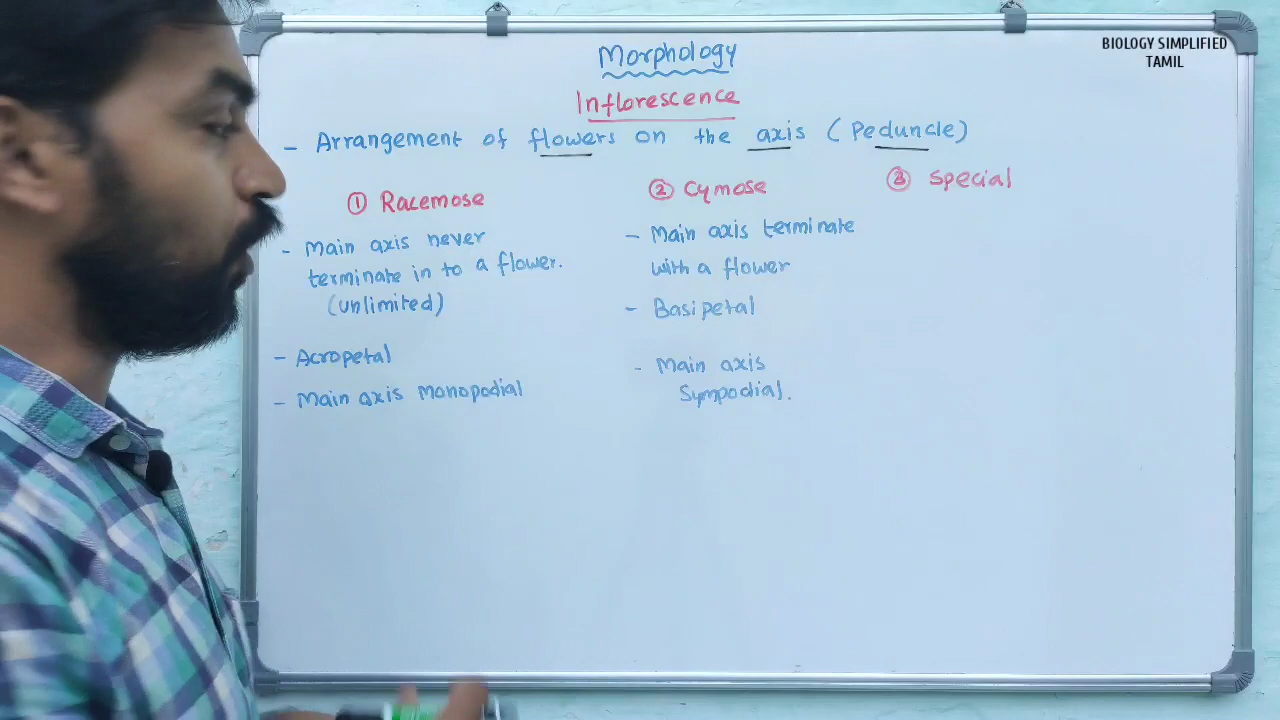 BIOLOGY SIMPLIFIED
TAMIL
Morphology
Inflorescence
- Arrangement of flowers on the axis (Peduncle)
① Racemose
- Main axis never
terminate in to a flower.
(unlimited)
- Acropetal
- Main axis monopodial
② Cymose
- Main axis terminate
with a flower
- Basipetal
- Main axis
Sympodial.
③ Special